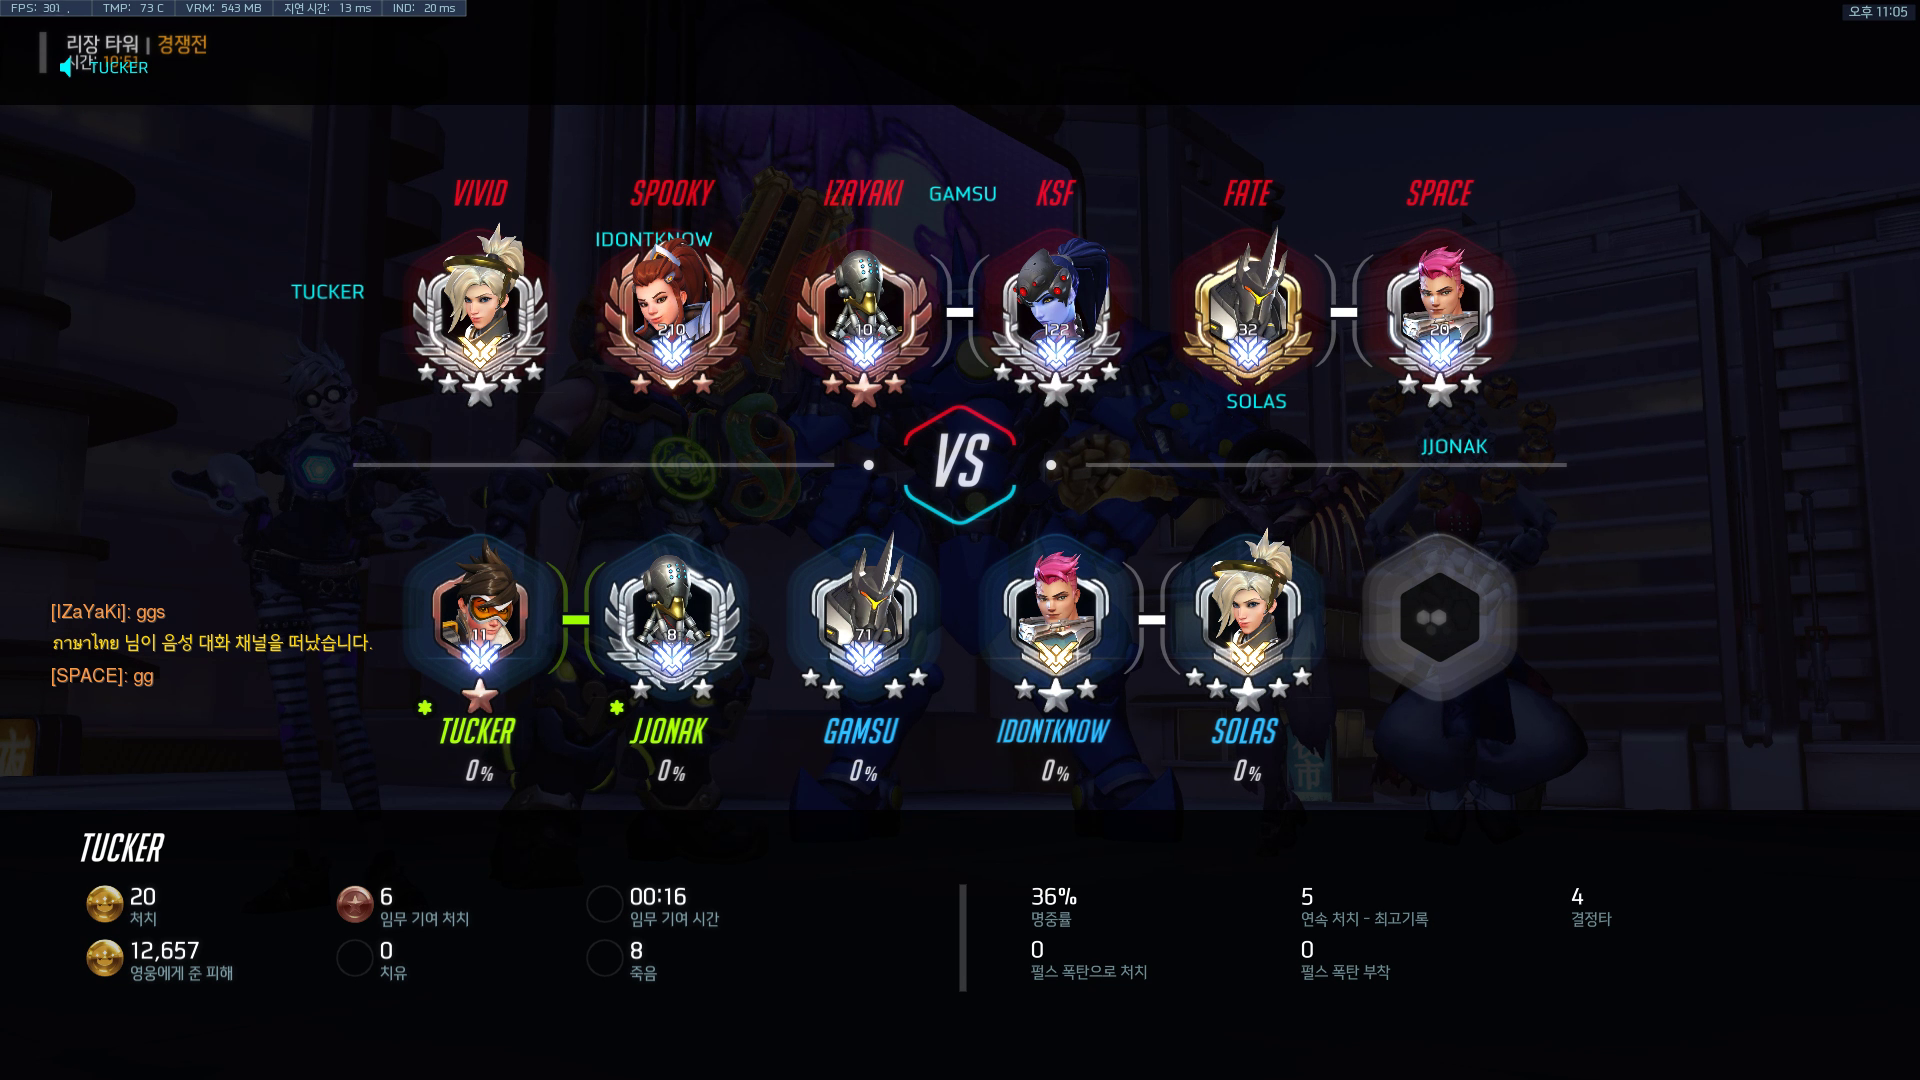 FPS: 301 , TMP: 73 C VRM: 543 MB 지연 시간: 13 ms IND: 20 ms
오후 11:05
리장 타워 | 경쟁전
시간: 10:51
TUCKER
VIVID SPOOKY IZAYAKI GAMSU KSF FATE SPACE
IDONTKNOW
TUCKER
210 10 122 32 20
SOLAS
JJONAK
VS
[IZaYaKi]: ggs
ภาษาไทย 님이 음성 대화 채널을 떠났습니다.
[SPACE]: gg
11 8 71
TUCKER JJONAK GAMSU IDONTKNOW SOLAS
0% 0% 0% 0% 0%
TUCKER
20 6 00:16 36% 5 4
처치 임무 기여 처치 임무 기여 시간 명중률 연속 처치 - 최고기록 결정타
12,657 0 8 0 0
영웅에게 준 피해 치유 죽음 펄스 폭탄으로 처치 펄스 폭탄 부착